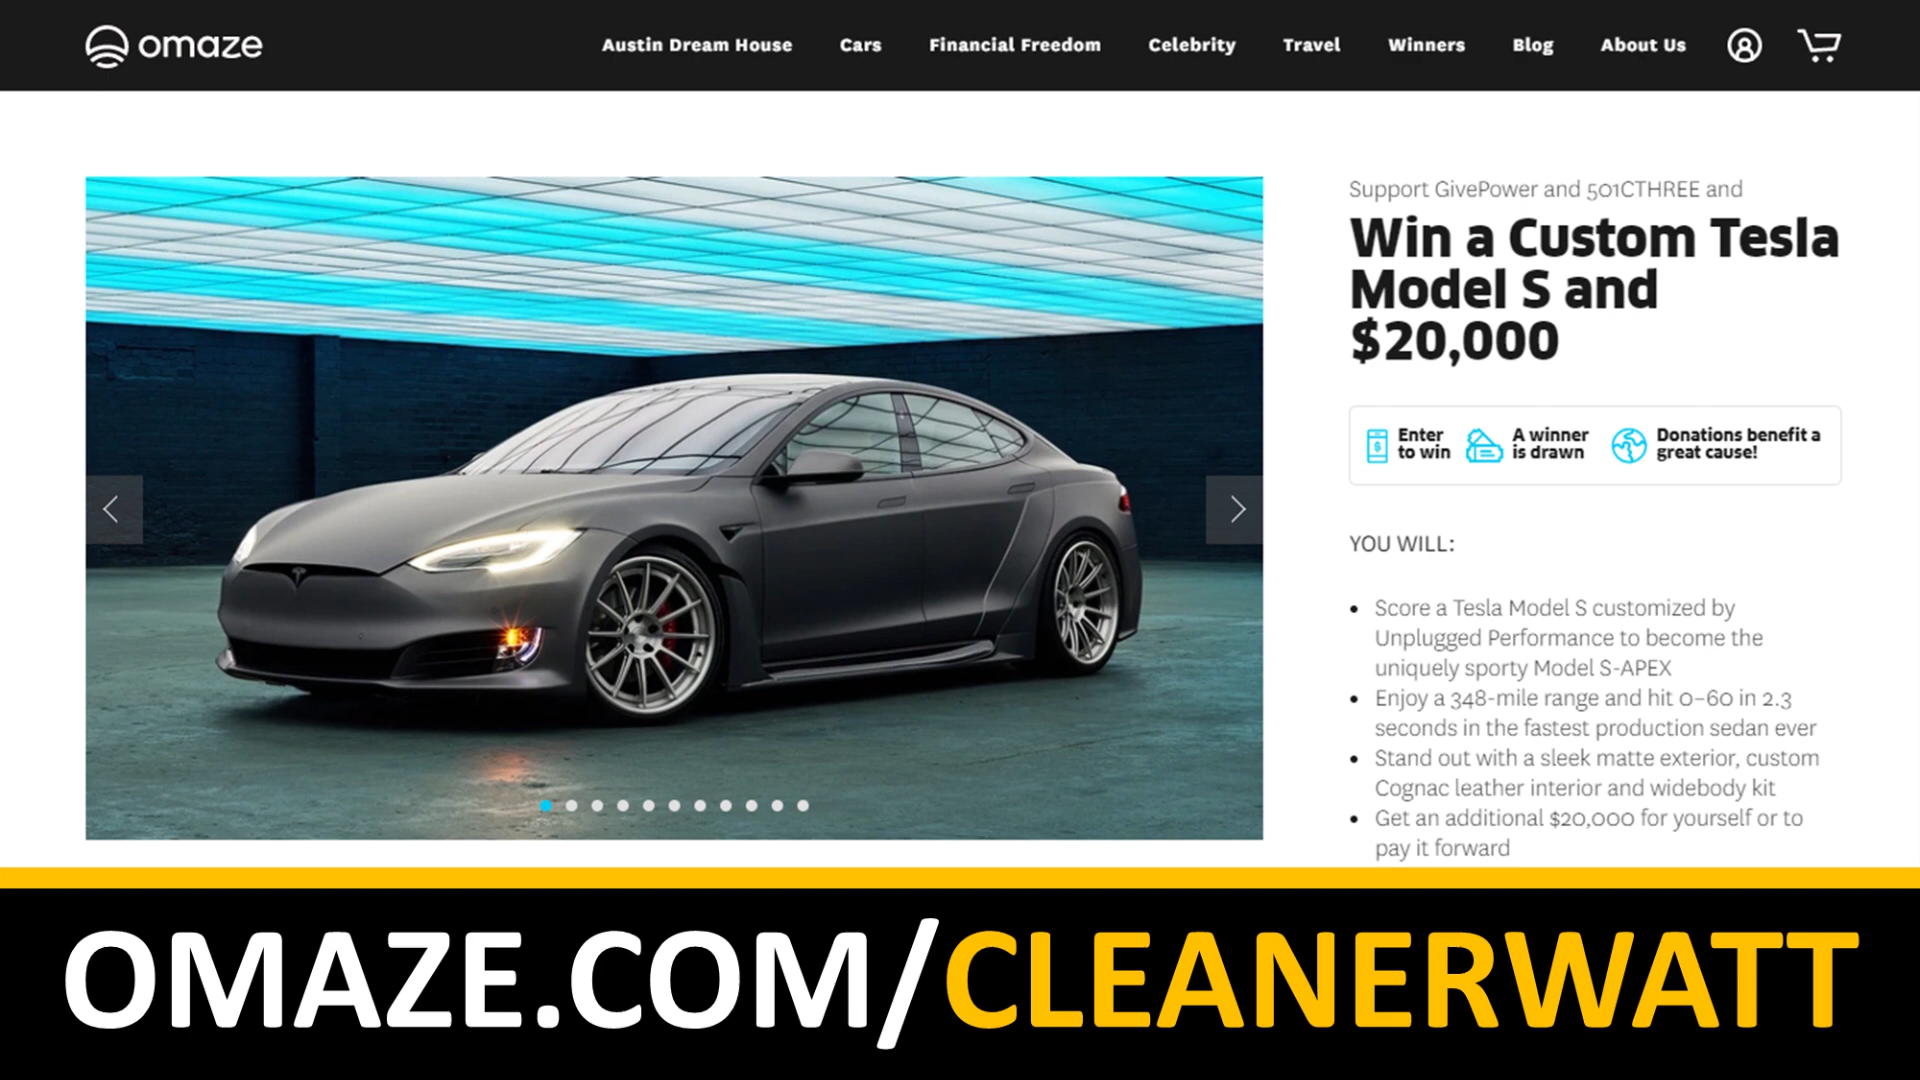 omaze
Austin Dream House
Cars
Financial Freedom
Celebrity
Travel
Winners
Blog
About Us
Support GivePower and 501CTHREE and
Win a Custom Tesla
Model S and
$20,000
Enter
to win
A winner
is drawn
Donations benefit a
great cause!
YOU WILL:
• Score a Tesla Model S customized by
Unplugged Performance to become the
uniquely sporty Model S-APEX
• Enjoy a 348-mile range and hit 0-60 in 2.3
seconds in the fastest production sedan ever
• Stand out with a sleek matte exterior, custom
Cognac leather interior and widebody kit
• Get an additional $20,000 for yourself or to
pay it forward
OMAZE.COM/CLEANERWATT